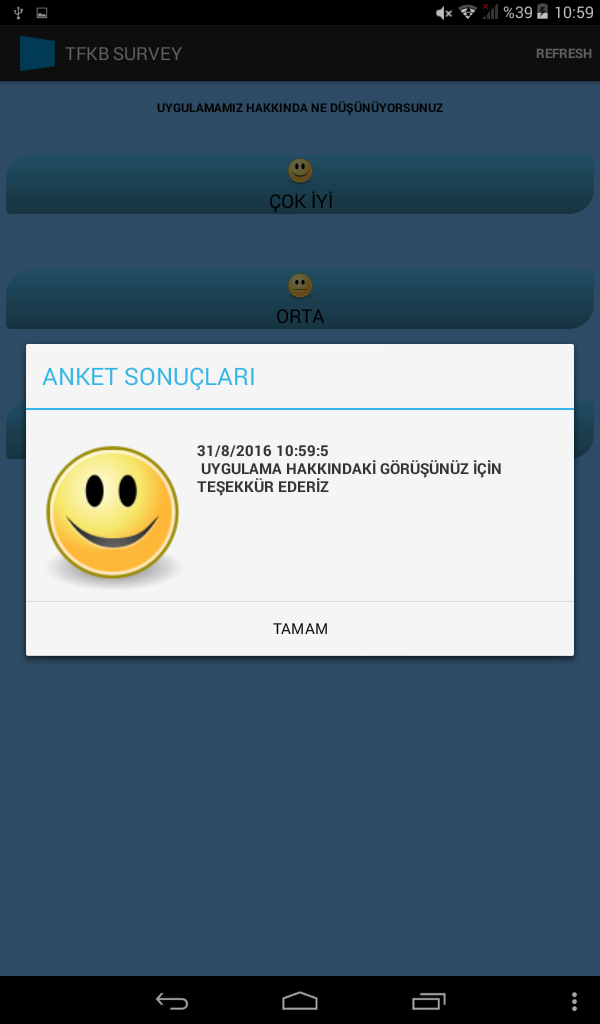 %39 10:59
TFKB SURVEY
REFRESH
UYGULAMAMIZ HAKKINDA NE DÜŞÜNÜYORSUNUZ
ÇOK İYİ
ORTA
ANKET SONUÇLARI
31/8/2016 10:59:5
UYGULAMA HAKKINDAKİ GÖRÜŞÜNÜZ İÇİN
TEŞEKKÜR EDERİZ
TAMAM